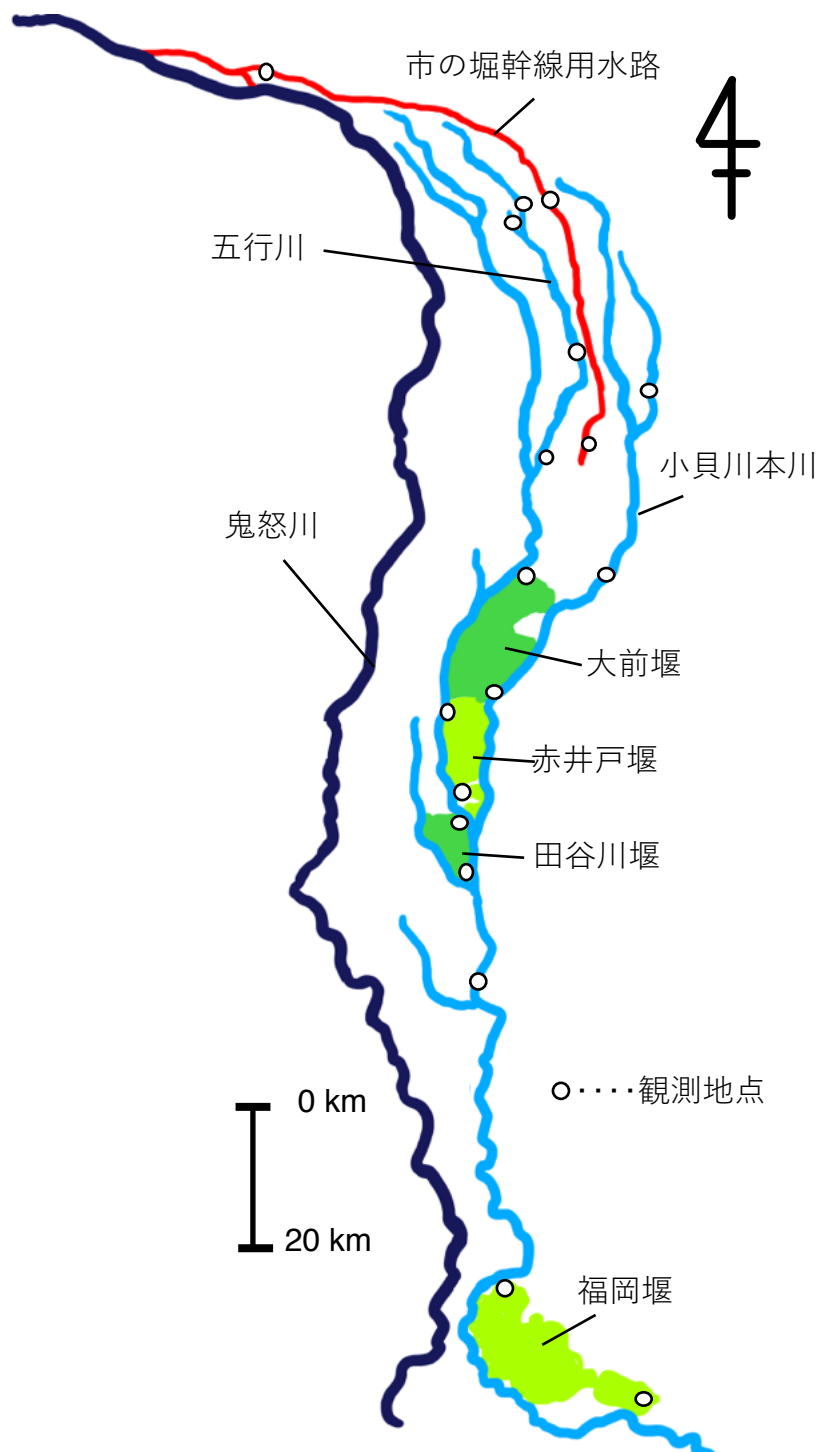 市の堀幹線用水路
五行川
小貝川本川
鬼怒川
大前堰
赤井戸堰
田谷川堰
○････観測地点
0 km
20 km
福岡堰